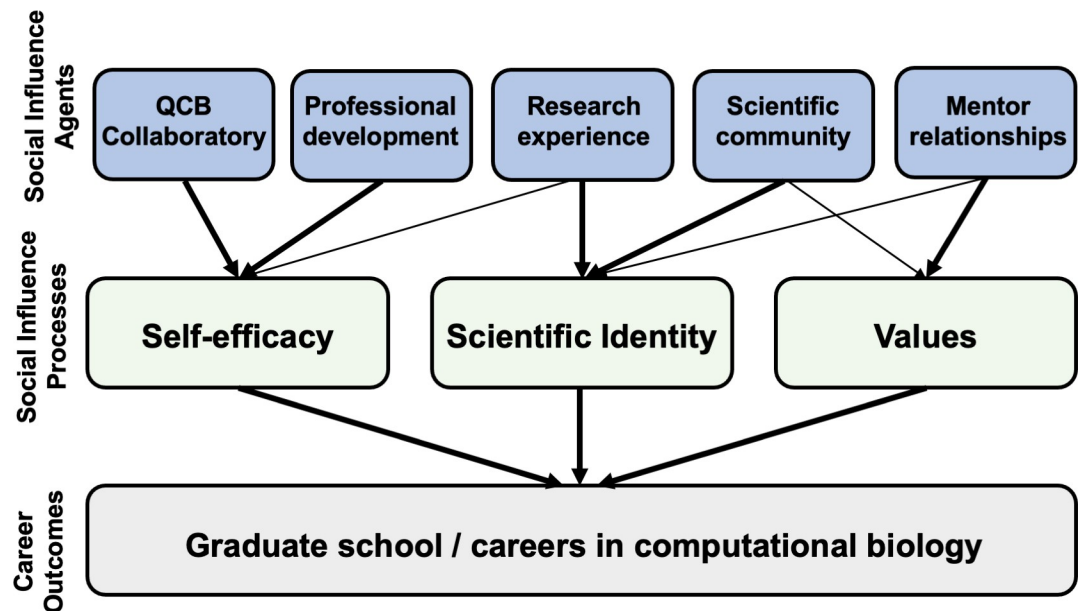 Social Influence
Agents
QCB
Collaboratory
Professional
development
Research
experience
Scientific
community
Mentor
relationships
Social Influence
Processes
Self-efficacy
Scientific Identity
Values
Career
Outcomes
Graduate school / careers in computational biology